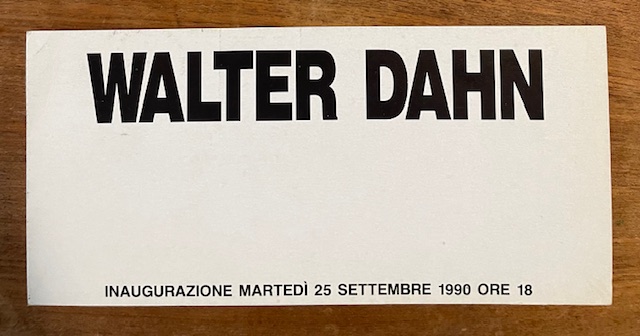 WALTER DAHN
INAUGURAZIONE MARTEDÌ 25 SETTEMBRE 1990 ORE 18